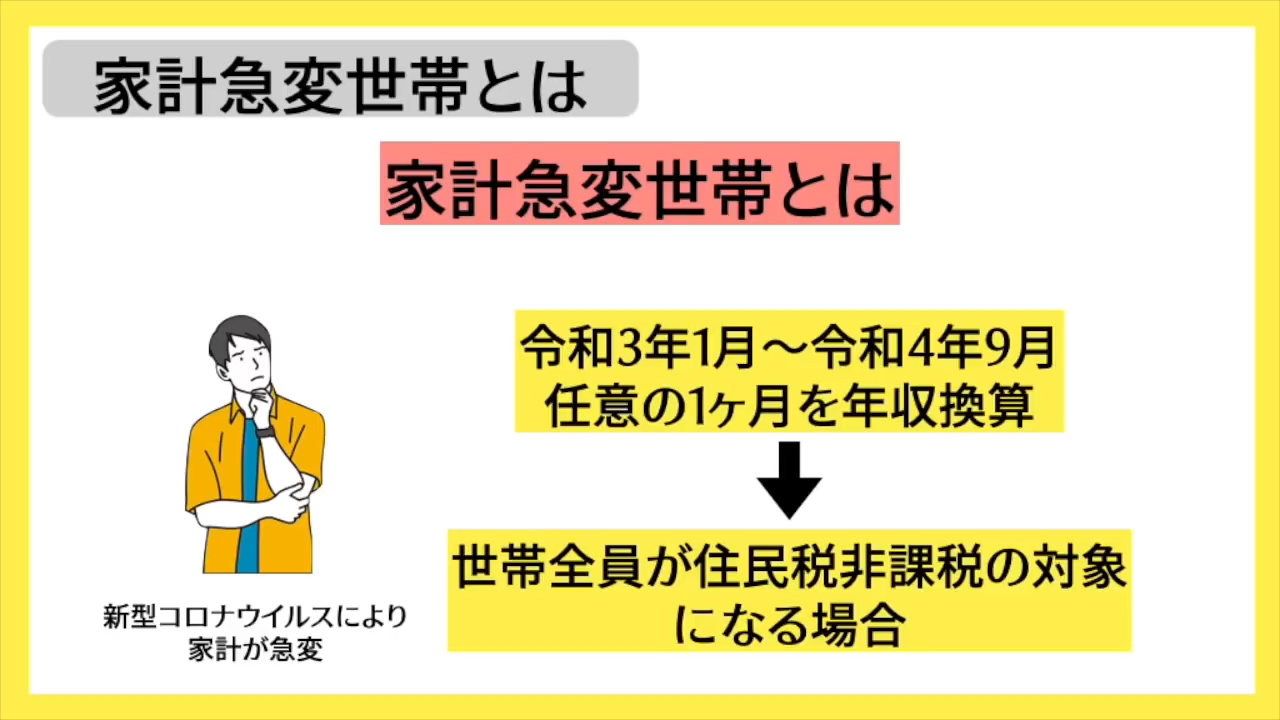 家計急変世帯とは
家計急変世帯とは
令和3年1月～令和4年9月
任意の1ヶ月を年収換算
世帯全員が住民税非課税の対象
になる場合
新型コロナウイルスにより
家計が急変